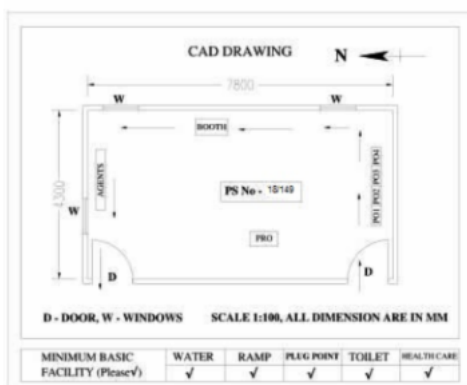 CAD DRAWING
N
7800
W W
BOOTH
AGENTS
4300
PO1 PO2 PO3 PO4
PS No - 18/149
W
PRO
D D
D - DOOR, W - WINDOWS SCALE 1:100, ALL DIMENSION ARE IN MM
MINIMUM BASIC WATER RAMP PLUG POINT TOILET HEALTH CARE
FACILITY (Please√) √ √ √ √ √